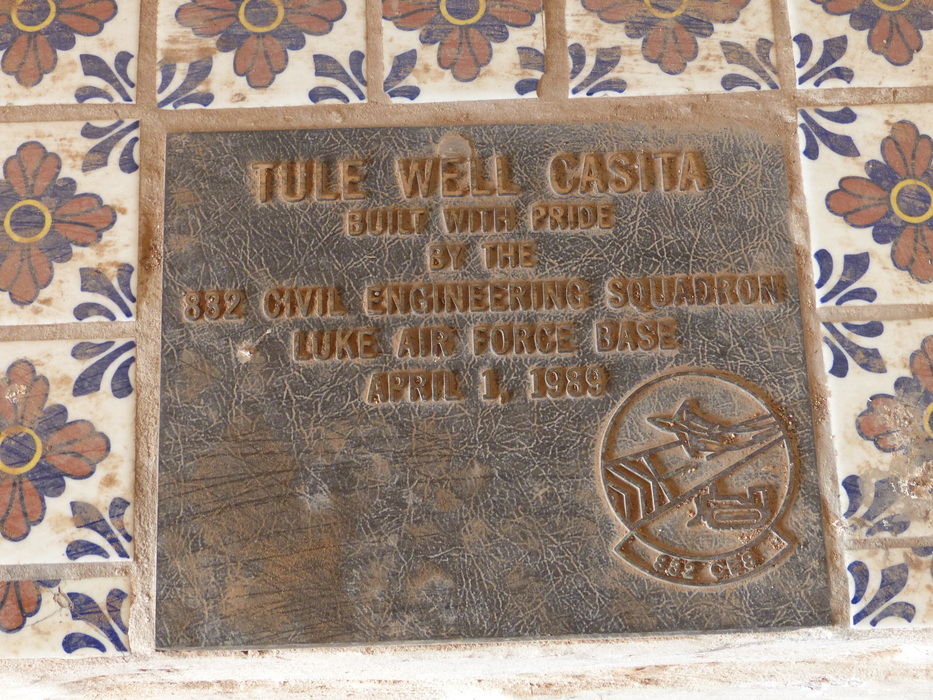 TULE WELL CASITA
BUILT WITH PRIDE
BY THE
832 CIVIL ENGINEERING SQUADRON
LUKE AIR FORCE BASE
APRIL 1, 1989
832 CES